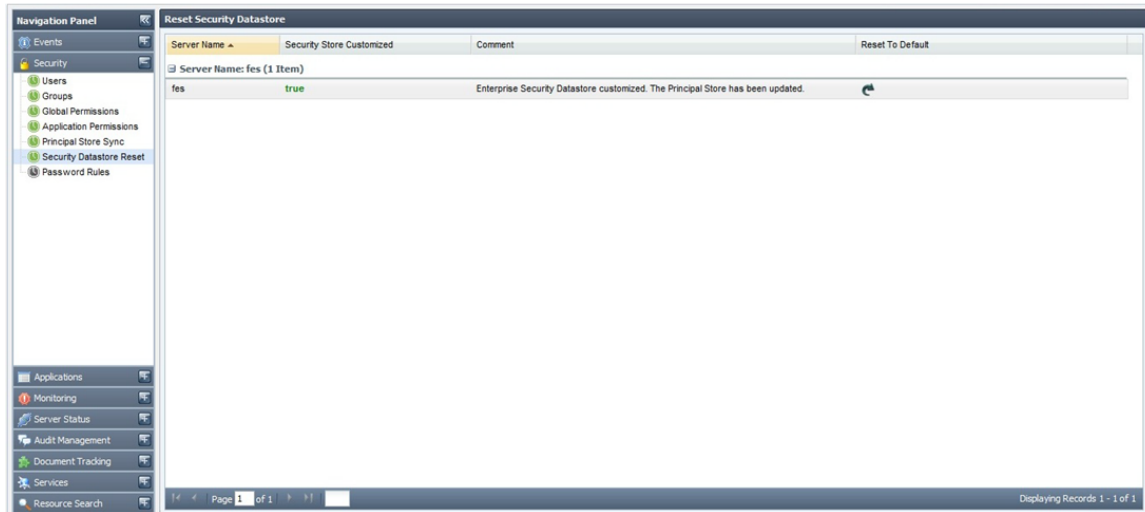 Navigation Panel
Events
Security
Users
Groups
Global Permissions
Application Permissions
Principal Store Sync
Security Datastore Reset
Password Rules
Applications
Monitoring
Server Status
Audit Management
Document Tracking
Services
Resource Search
Reset Security Datastore
Server Name Security Store Customized Comment Reset To Default
Server Name: fes (1 Item)
fes true Enterprise Security Datastore customized. The Principal Store has been updated.
Page 1 of 1 Displaying Records 1 - 1 of 1